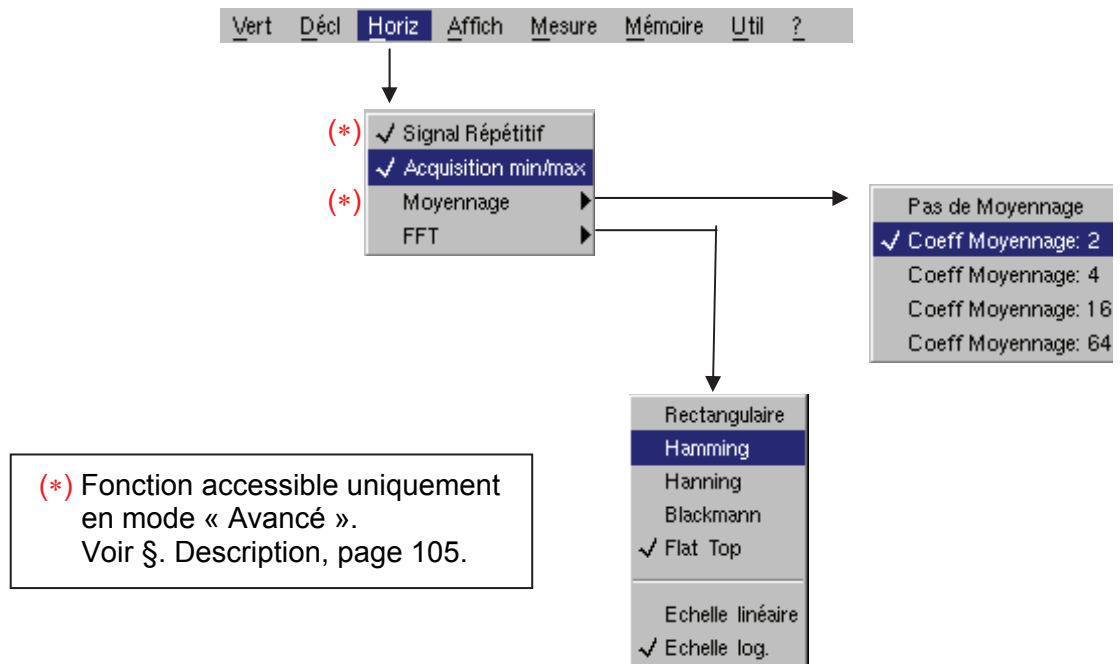 Vert Décl Horiz Affich Mesure Mémoire Util ?
(*) ✓ Signal Répétitif
✓ Acquisition min/max
(*) Moyennage
FFT
Pas de Moyennage
✓ Coeff Moyennage: 2
Coeff Moyennage: 4
Coeff Moyennage: 16
Coeff Moyennage: 64
Rectangulaire
Hamming
Hanning
Blackmann
✓ Flat Top
Echelle linéaire
✓ Echelle log.
(*) Fonction accessible uniquement
en mode « Avancé ».
Voir §. Description, page 105.